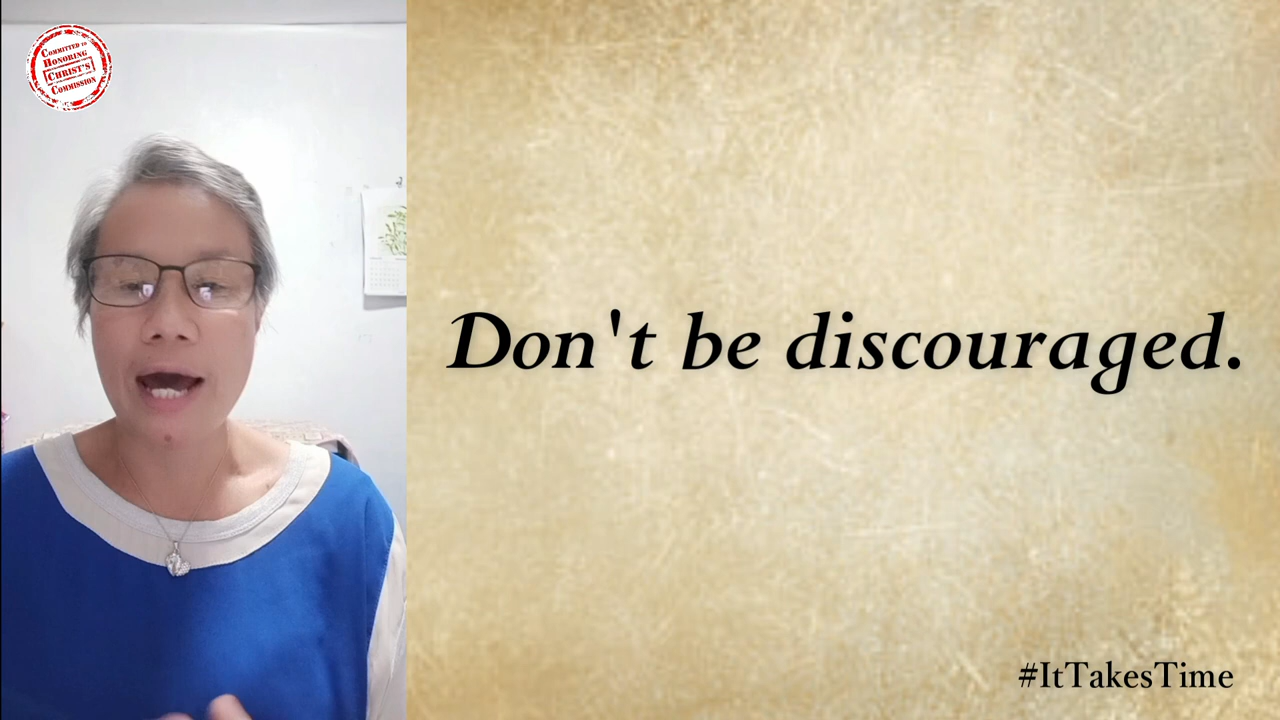 COMMITTED TO
HONORING
CHRIST'S
COMMISSION
Don't be discouraged.
#ItTakesTime